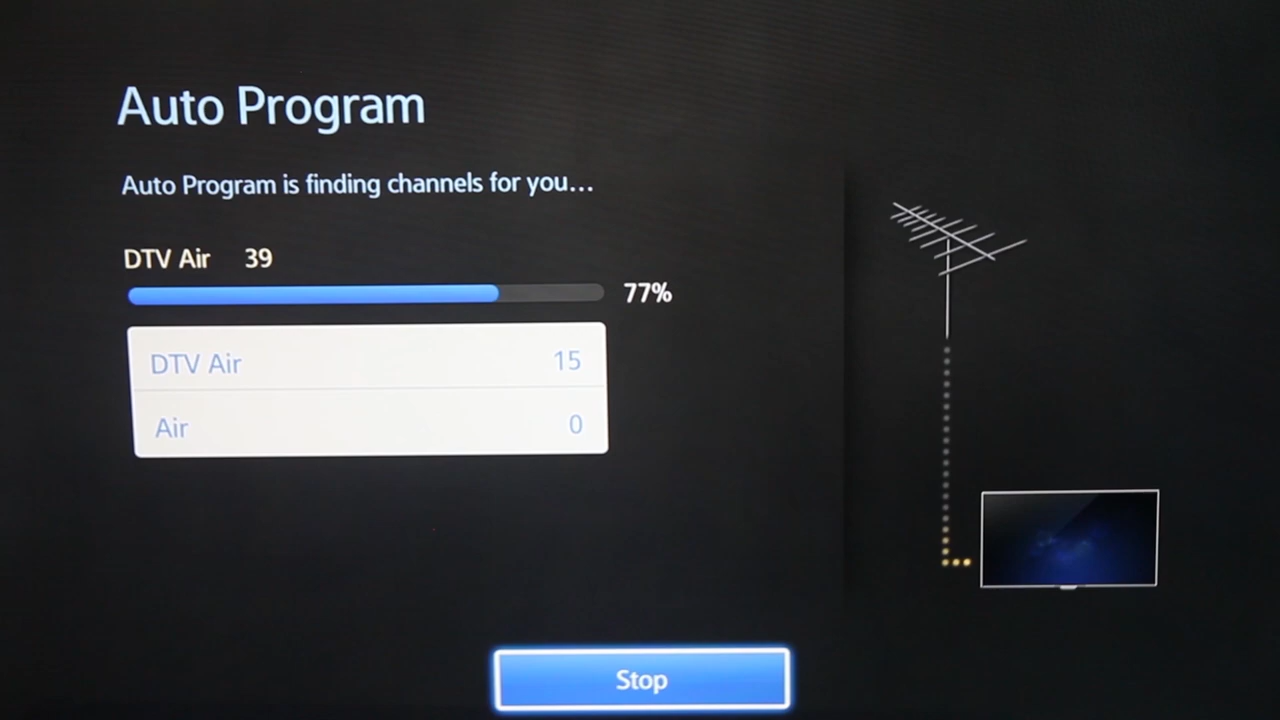 Auto Program
Auto Program is finding channels for you...
DTV Air 39
77%
DTV Air 15
Air 0
Stop